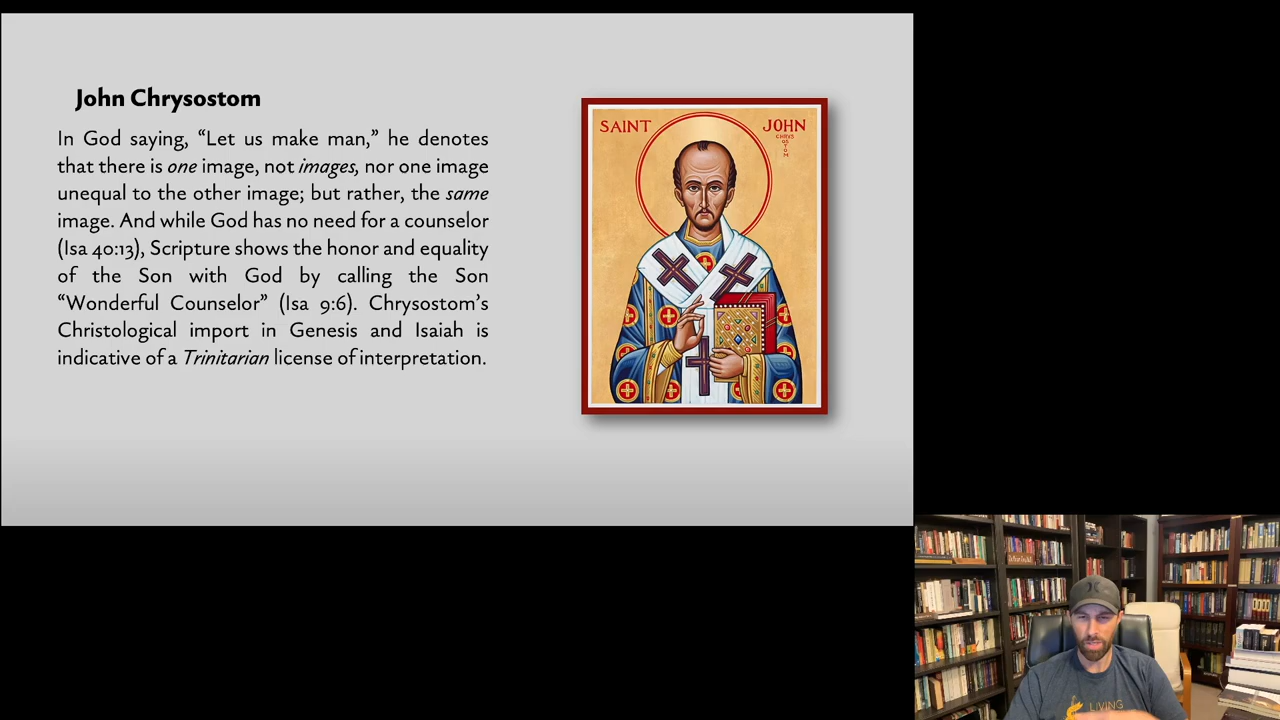 John Chrysostom
In God saying, “Let us make man,” he denotes
that there is one image, not images, nor one image
unequal to the other image; but rather, the same
image. And while God has no need for a counselor
(Isa 40:13), Scripture shows the honor and equality
of the Son with God by calling the Son
“Wonderful Counselor” (Isa 9:6). Chrysostom’s
Christological import in Genesis and Isaiah is
indicative of a Trinitarian license of interpretation.
SAINT JOHN
CHRYS
OS
T
O
M
LIVING